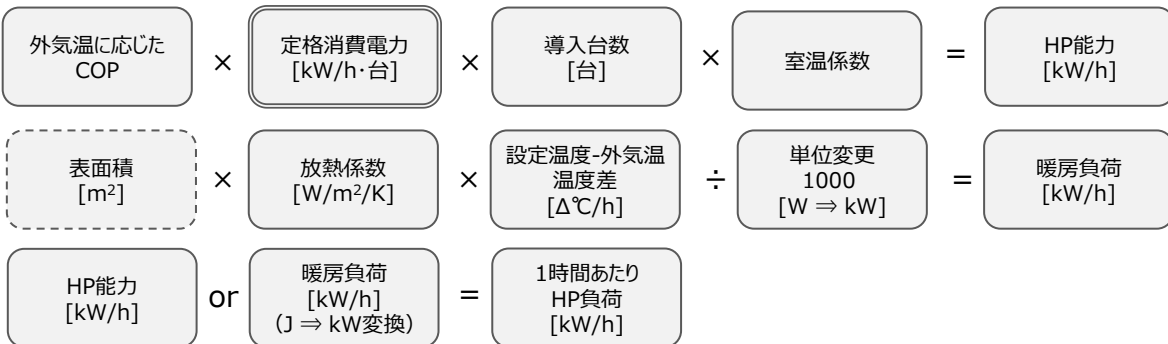 外気温に応じた
COP
×
定格消費電力
[kW/h･台]
×
導入台数
[台]
×
室温係数
=
HP能力
[kW/h]
表面積
[m²]
×
放熱係数
[W/m²/K]
×
設定温度-外気温
温度差
[Δ℃/h]
÷
単位変更
1000
[W ⇒ kW]
=
暖房負荷
[kW/h]
HP能力
[kW/h]
or
暖房負荷
[kW/h]
（J ⇒ kW変換）
=
1時間あたり
HP負荷
[kW/h]